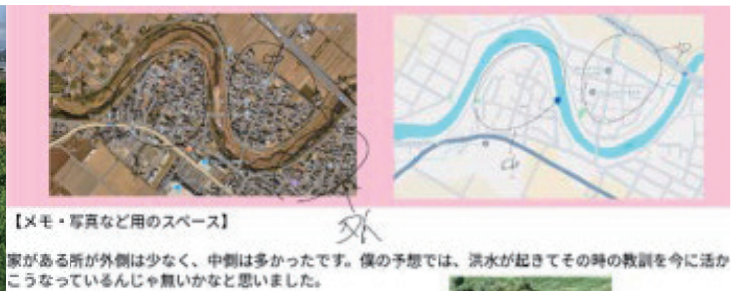 外
【メモ・写真など用のスペース】
家がある所が外側は少なく、中側は多かったです。僕の予想では、洪水が起きてその時の教訓を今に活か
こうなっているんじゃ無いかなと思いました。